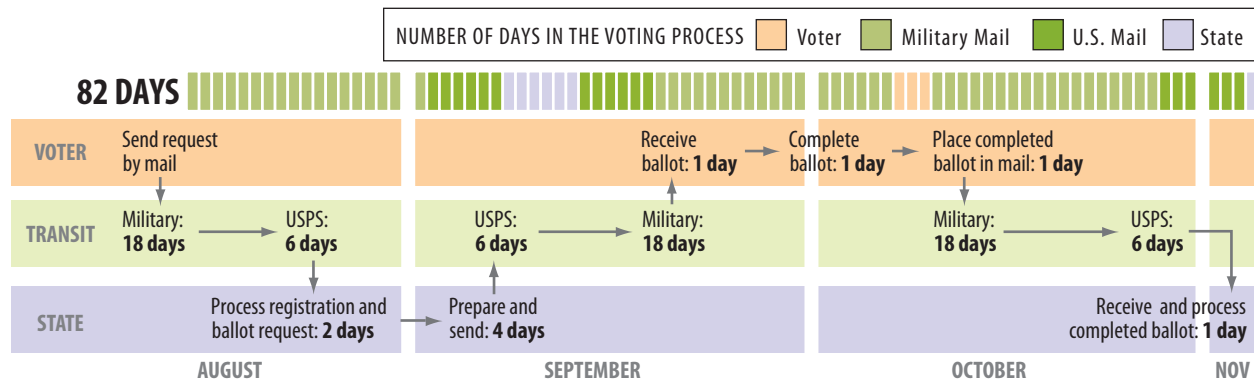 NUMBER OF DAYS IN THE VOTING PROCESS Voter Military Mail U.S. Mail State
82 DAYS
VOTER
Send request
by mail
Receive
ballot: 1 day
Complete
ballot: 1 day
Place completed
ballot in mail: 1 day
TRANSIT
Military:
18 days
USPS:
6 days
USPS:
6 days
Military:
18 days
Military:
18 days
USPS:
6 days
STATE
Process registration and
ballot request: 2 days
Prepare and
send: 4 days
Receive and process
completed ballot: 1 day
AUGUST SEPTEMBER OCTOBER NOV